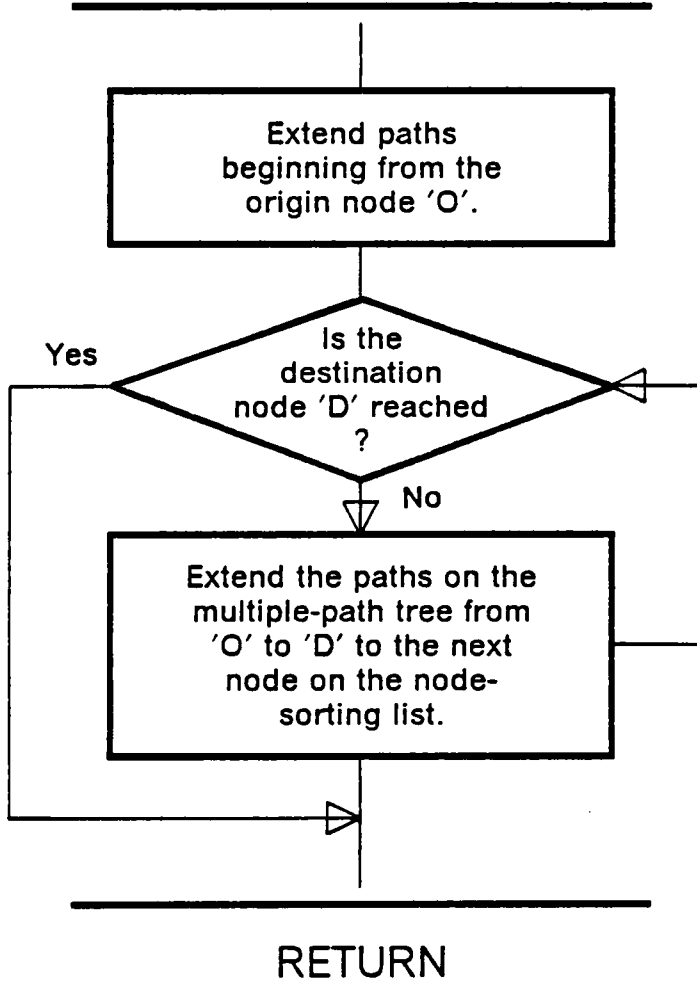 Extend paths
beginning from the
origin node 'O'.
Yes
Is the
destination
node 'D' reached
?
No
Extend the paths on the
multiple-path tree from
'O' to 'D' to the next
node on the node-
sorting list.
RETURN